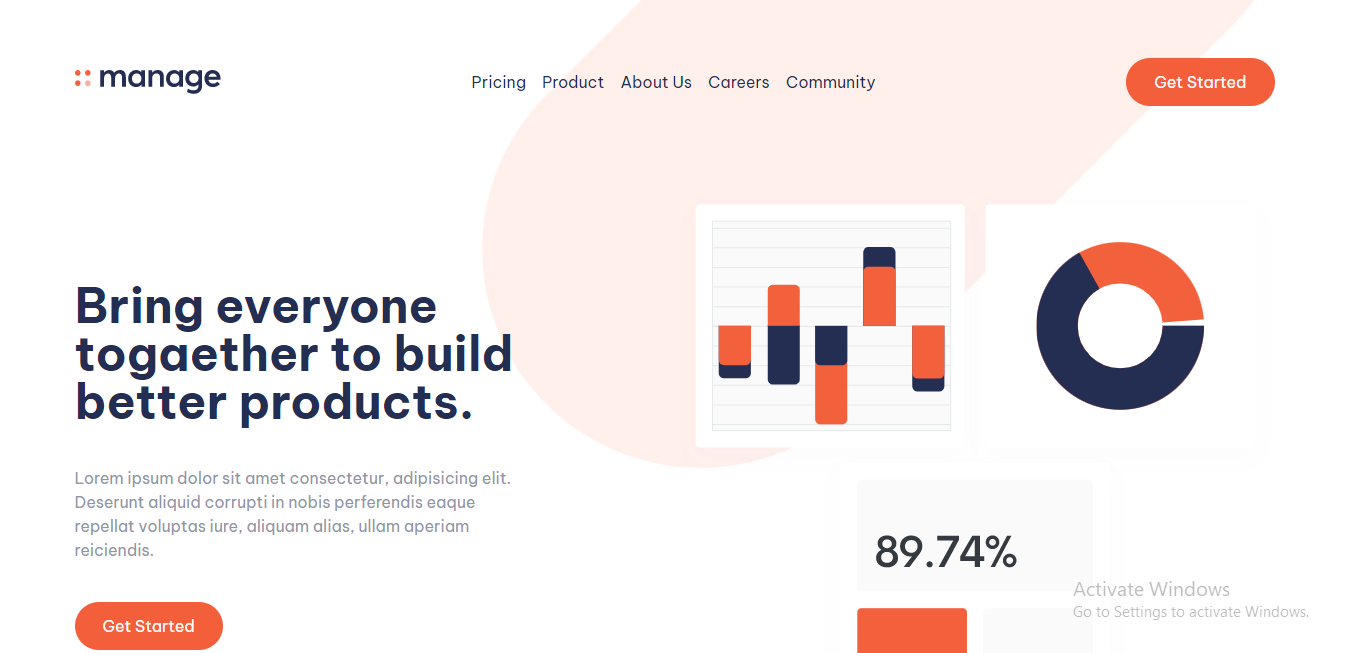 manage
Pricing Product About Us Careers Community
Get Started
Bring everyone
togaether to build
better products.
Lorem ipsum dolor sit amet consectetur, adipisicing elit.
Deserunt aliquid corrupti in nobis perferendis eaque
repellat voluptas iure, aliquam alias, ullam aperiam
reiciendis.
Get Started
89.74%
Activate Windows
Go to Settings to activate Windows.